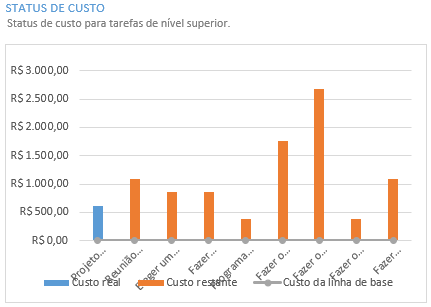 STATUS DE CUSTO
Status de custo para tarefas de nível superior.
R$ 3.000,00
R$ 2.500,00
R$ 2.000,00
R$ 1.500,00
R$ 1.000,00
R$ 500,00
R$ 0,00
Projeto...
Reunião...
Eleger um...
Fazer...
Programa...
Fazer o...
Fazer o...
Fazer o...
Fazer...
Custo real
Custo restante
Custo da linha de base